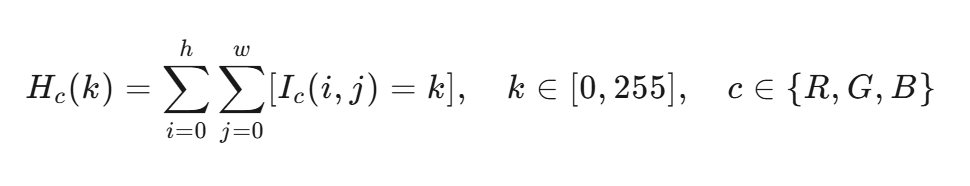 H_c(k) = \sum_{i=0}^{h} \sum_{j=0}^{w} [I_c(i, j) = k], \quad k \in [0, 255], \quad c \in \{R, G, B\}